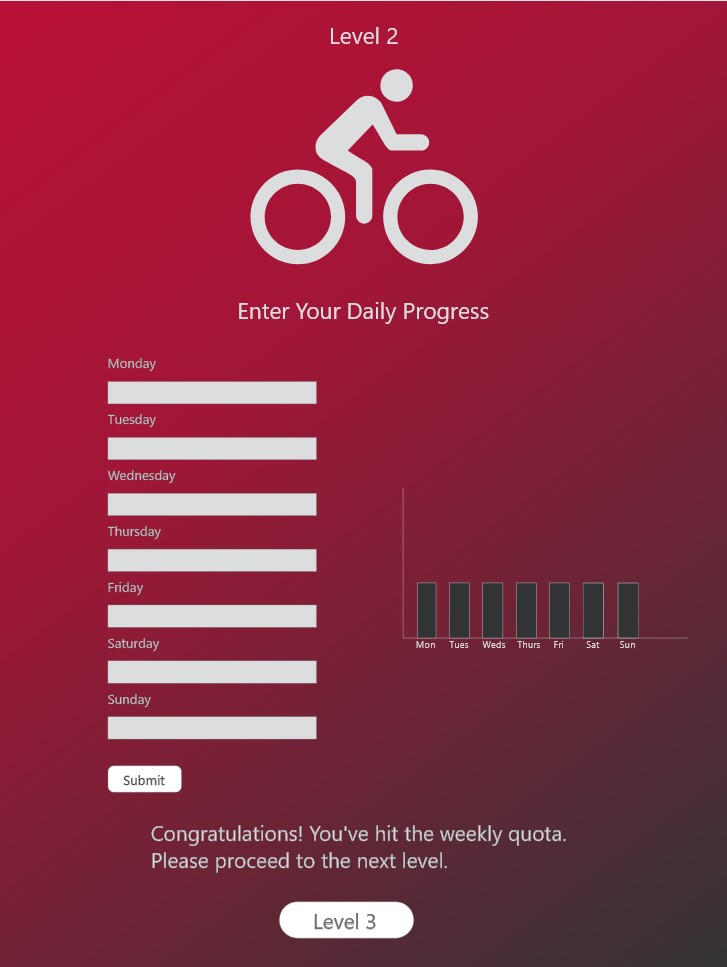 Level 2
Enter Your Daily Progress
Monday
Tuesday
Wednesday
Thursday
Friday
Saturday
Sunday
Mon Tues Weds Thurs Fri Sat Sun
Submit
Congratulations! You've hit the weekly quota.
Please proceed to the next level.
Level 3